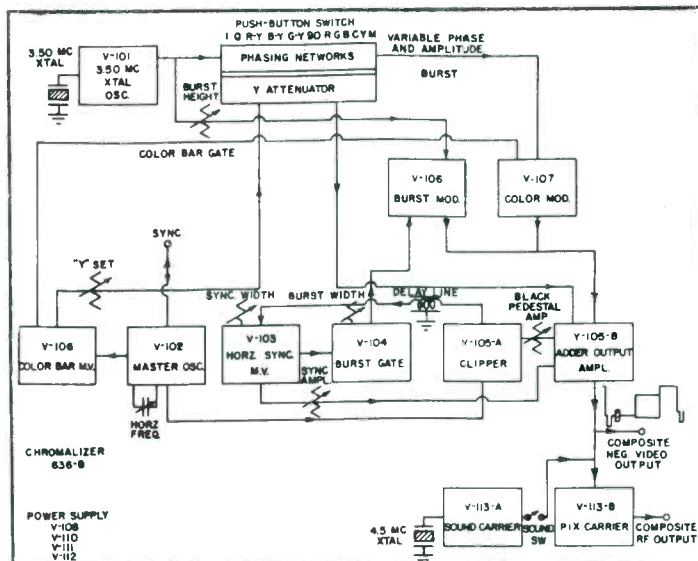 PUSH-BUTTON SWITCH
I Q R-Y B-Y G-Y 90 R G B C Y M
3.50 MC
XTAL
V-101
3.50 MC
XTAL
OSC.
PHASING NETWORKS
Y ATTENUATOR
VARIABLE PHASE
AND AMPLITUDE
BURST
BURST
HEIGHT
COLOR BAR GATE
V-106
BURST MOD.
V-107
COLOR MOD.
SYNC
"Y" SET
SYNC WIDTH
BURST WIDTH
DELAY LINE
BLACK
PEDESTAL
AMP
V-106
COLOR BAR M.V.
V-102
MASTER OSC.
V-103
HORZ SYNC.
M.V.
V-104
BURST GATE
V-105-A
CLIPPER
V-105-B
ADDER OUTPUT
AMPL.
SYNC
AMPL.
HORZ
FREQ.
COMPOSITE
NEG. VIDEO
OUTPUT
CHROMALIZER
636-B
POWER SUPPLY
V-108
V-110
V-111
V-112
4.5 MC
XTAL
V-113-A
SOUND CARRIER
SOUND
SW
V-113-B
PIX CARRIER
COMPOSITE
RF OUTPUT